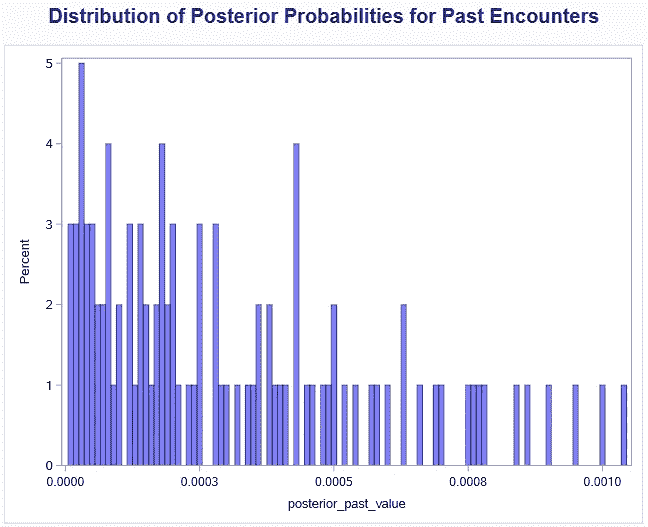 Distribution of Posterior Probabilities for Past Encounters
5
4
3
2
1
0
Percent
0.0000 0.0003 0.0005 0.0008 0.0010
posterior_past_value